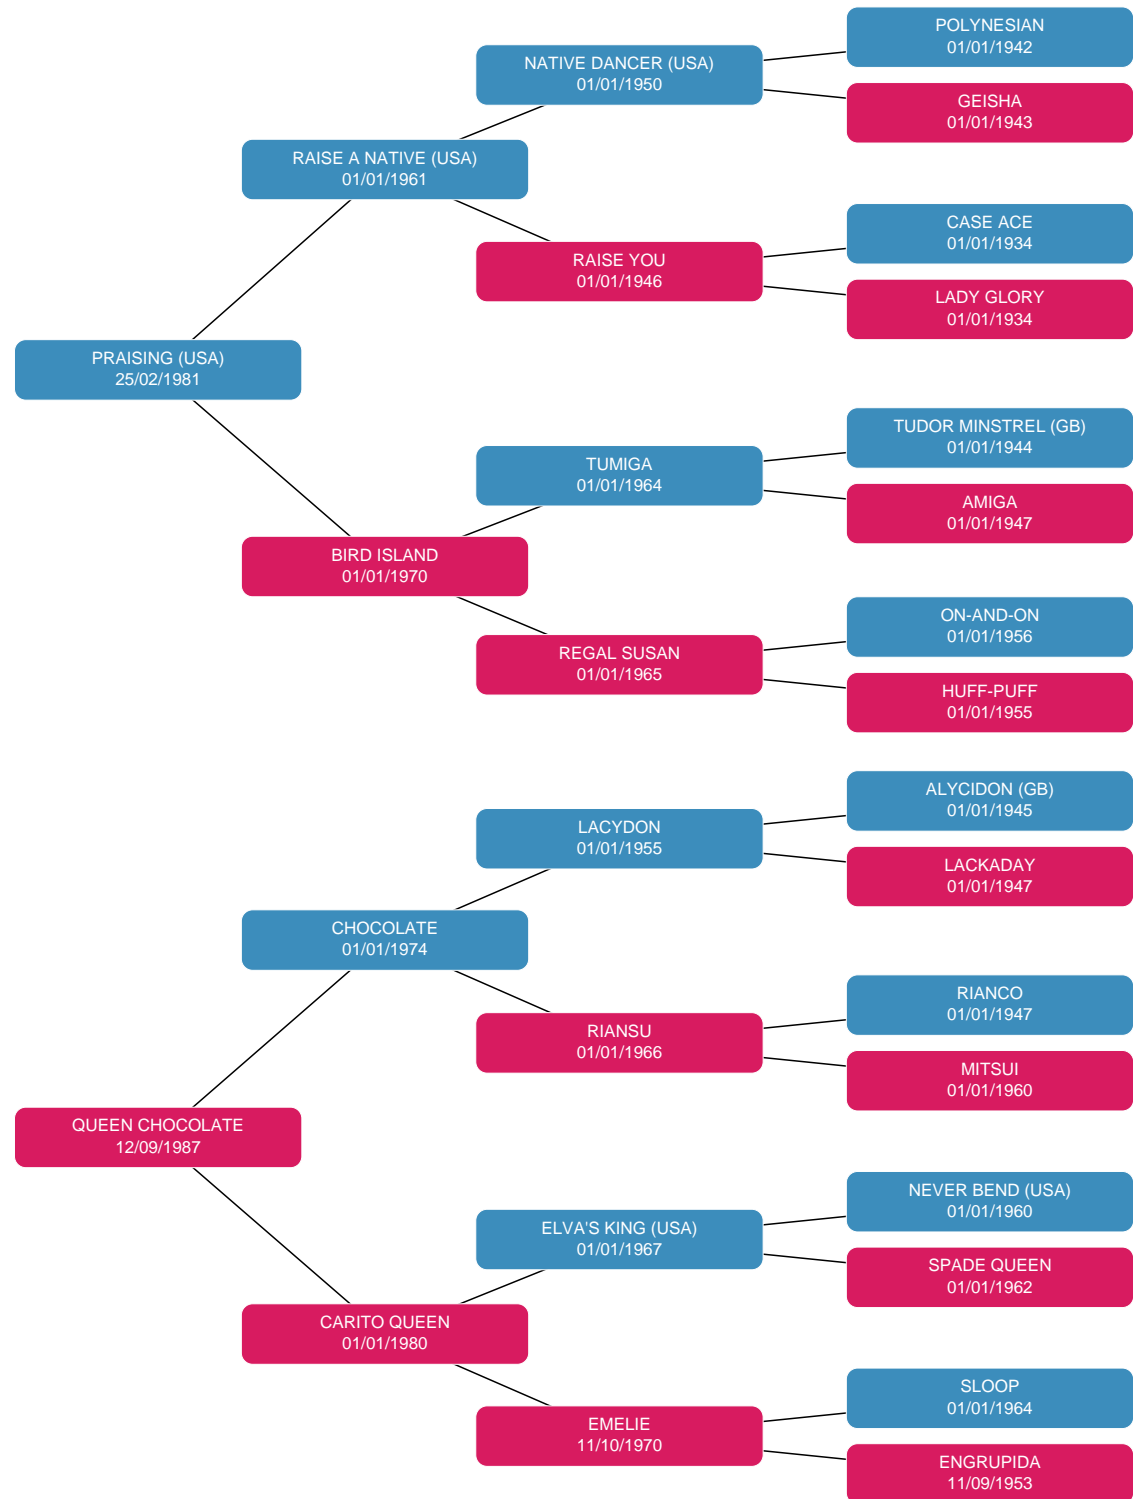 POLYNESIAN
01/01/1942
NATIVE DANCER (USA)
01/01/1950
GEISHA
01/01/1943
RAISE A NATIVE (USA)
01/01/1961
CASE ACE
01/01/1934
RAISE YOU
01/01/1946
LADY GLORY
01/01/1934
PRAISING (USA)
25/02/1981
TUDOR MINSTREL (GB)
01/01/1944
TUMIGA
01/01/1964
AMIGA
01/01/1947
BIRD ISLAND
01/01/1970
ON-AND-ON
01/01/1956
REGAL SUSAN
01/01/1965
HUFF-PUFF
01/01/1955
ALYCIDON (GB)
01/01/1945
LACYDON
01/01/1955
LACKADAY
01/01/1947
CHOCOLATE
01/01/1974
RIANCO
01/01/1947
RIANSU
01/01/1966
MITSUI
01/01/1960
QUEEN CHOCOLATE
12/09/1987
NEVER BEND (USA)
01/01/1960
ELVA'S KING (USA)
01/01/1967
SPADE QUEEN
01/01/1962
CARITO QUEEN
01/01/1980
SLOOP
01/01/1964
EMELIE
11/10/1970
ENGRUPIDA
11/09/1953